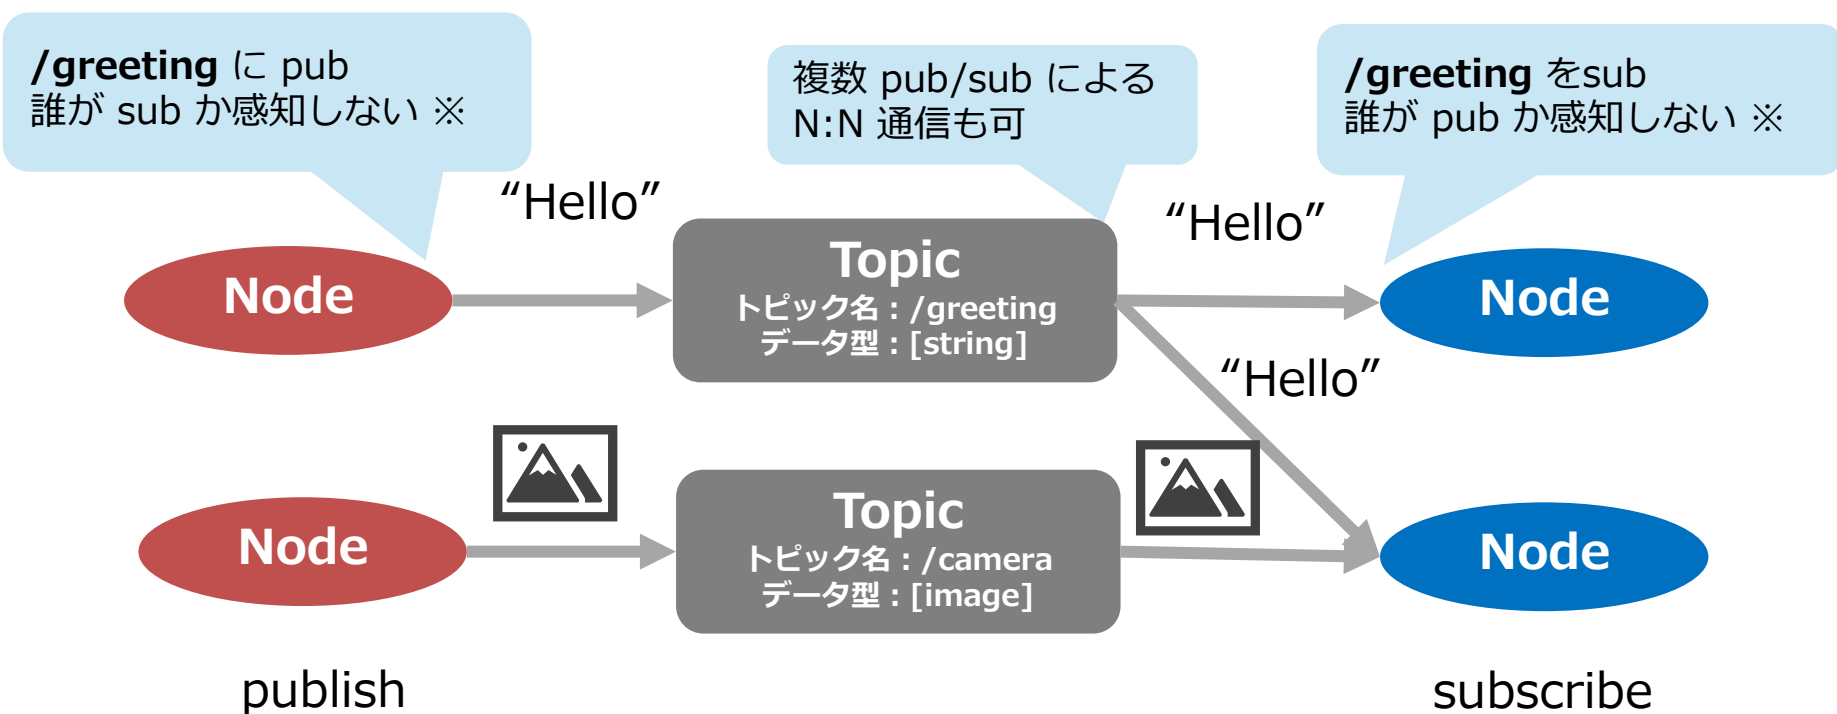 /greeting に pub
誰が sub か感知しない ※
複数 pub/sub による
N:N 通信も可
/greeting をsub
誰が pub か感知しない ※
“Hello”
“Hello”
Node
Topic
トピック名：/greeting
データ型：[string]
Node
“Hello”
Node
Topic
トピック名：/camera
データ型：[image]
Node
publish
subscribe